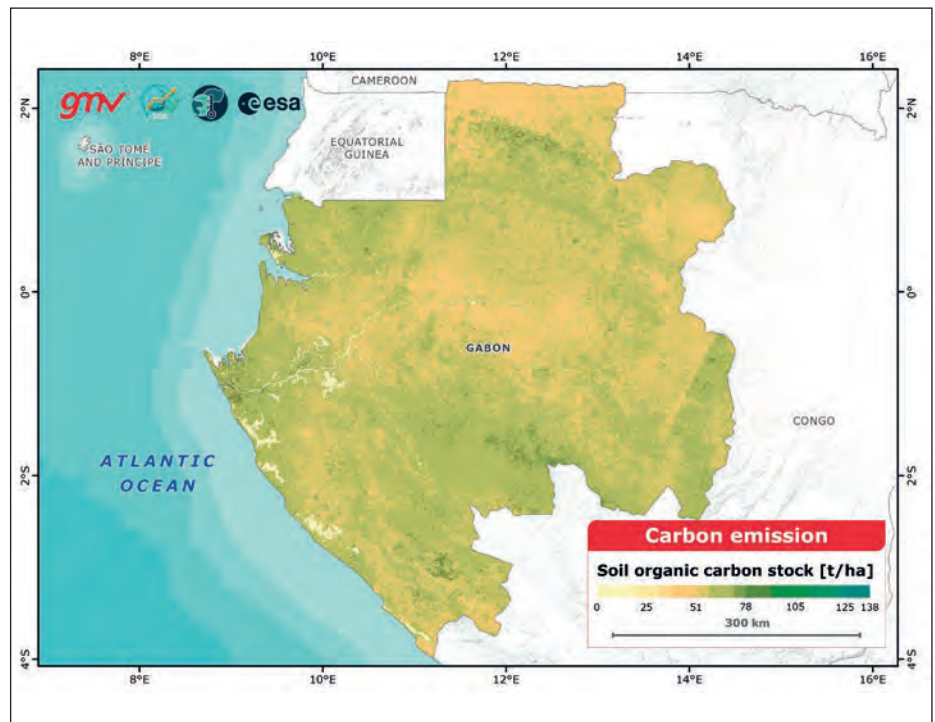 8°E 10°E 12°E 14°E 16°E
CAMEROON
gmv
esa
2°N 2°N
EQUATORIAL
GUINEA
SÃO TOMÉ
AND PRÍNCIPE
0° 0°
GABON
CONGO
ATLANTIC
OCEAN
2°S 2°S
Carbon emission
Soil organic carbon stock [t/ha]
0 25 51 78 105 125 138
300 km
4°S 4°S
8°E 10°E 12°E 14°E 16°E